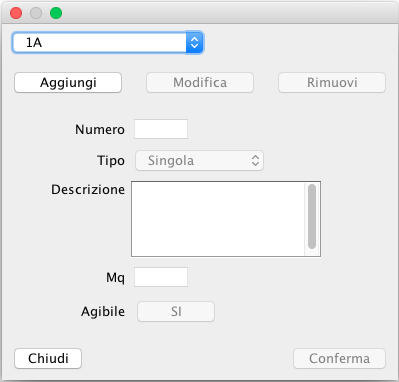 1A
Aggiungi Modifica Rimuovi
Numero
Tipo Singola
Descrizione
Mq
Agibile SI
Chiudi Conferma